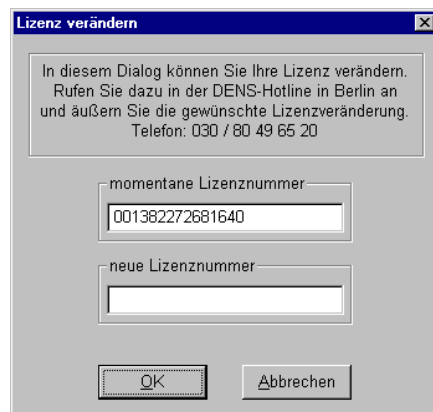 Lizenz verändern
In diesem Dialog können Sie Ihre Lizenz verändern.
Rufen Sie dazu in der DENS-Hotline in Berlin an
und äußern Sie die gewünschte Lizenzveränderung.
Telefon: 030 / 80 49 65 20
momentane Lizenznummer
001382272681640
neue Lizenznummer
OK Abbrechen